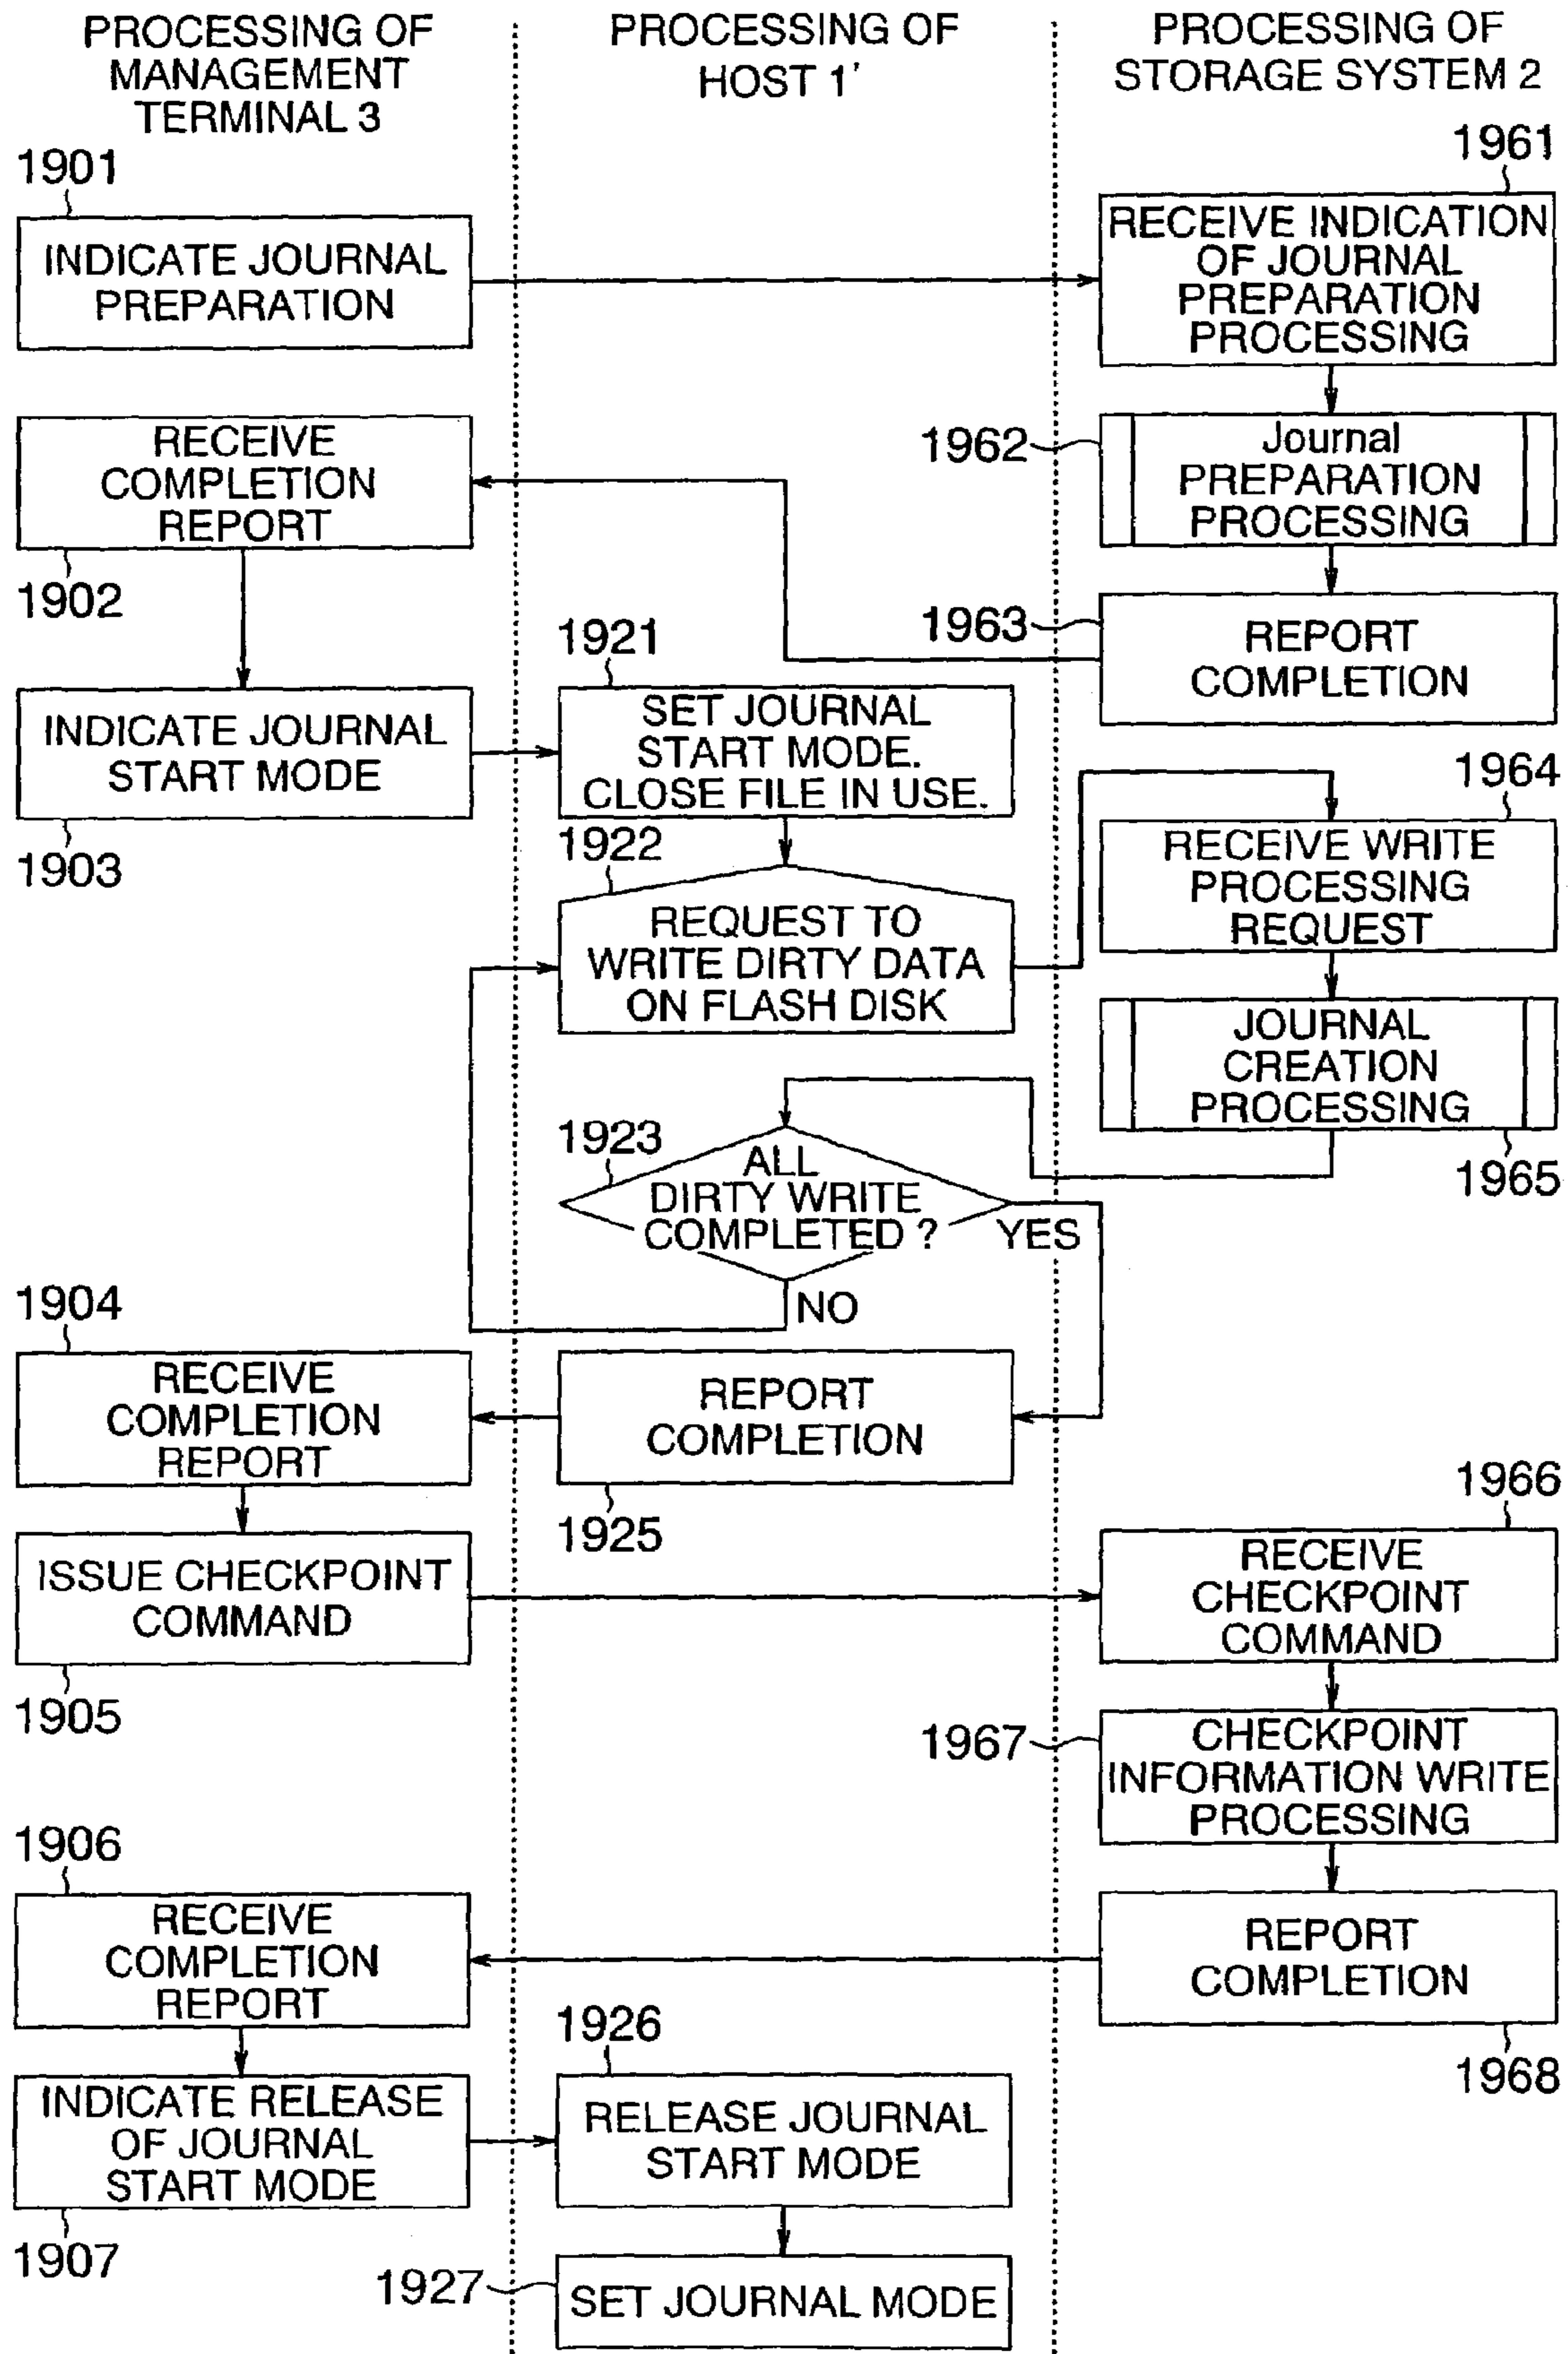 PROCESSING OF
MANAGEMENT
TERMINAL 3
PROCESSING OF
HOST 1'
PROCESSING OF
STORAGE SYSTEM 2
1901
INDICATE JOURNAL
PREPARATION
1961
RECEIVE INDICATION
OF JOURNAL
PREPARATION
PROCESSING
1962
Journal
PREPARATION
PROCESSING
RECEIVE
COMPLETION
REPORT
1902
1963
REPORT
COMPLETION
INDICATE JOURNAL
START MODE
1903
1921
SET JOURNAL
START MODE.
CLOSE FILE IN USE.
1922
REQUEST TO
WRITE DIRTY DATA
ON FLASH DISK
1964
RECEIVE WRITE
PROCESSING
REQUEST
JOURNAL
CREATION
PROCESSING
1965
1923
ALL
DIRTY WRITE
COMPLETED ?
YES
NO
1904
RECEIVE
COMPLETION
REPORT
REPORT
COMPLETION
1925
ISSUE CHECKPOINT
COMMAND
1905
1966
RECEIVE
CHECKPOINT
COMMAND
1967
CHECKPOINT
INFORMATION WRITE
PROCESSING
1906
RECEIVE
COMPLETION
REPORT
REPORT
COMPLETION
1968
INDICATE RELEASE
OF JOURNAL
START MODE
1907
1926
RELEASE JOURNAL
START MODE
1927
SET JOURNAL MODE